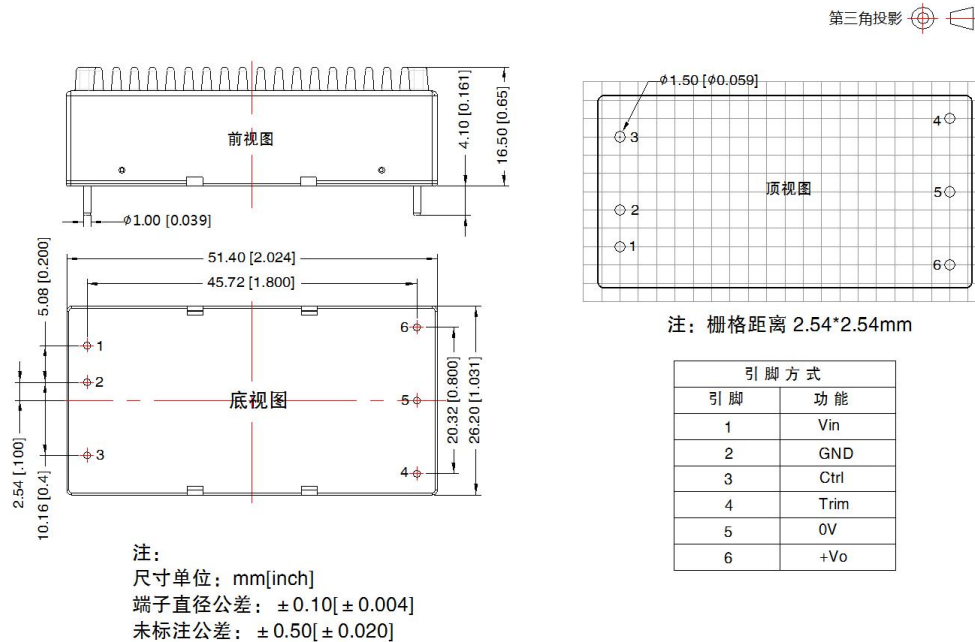 第三角投影
前视图
4.10 [0.161]
16.50 [0.65]
φ1.00 [0.039]
φ1.50 [φ0.059]
3
2
1
4
5
6
顶视图
注：栅格距离 2.54*2.54mm
51.40 [2.024]
45.72 [1.800]
5.08 [0.200]
2.54 [.100]
10.16 [0.4]
1
2
3
6
5
4
底视图
20.32 [0.800]
26.20 [1.031]
引 脚 方 式
引 脚 功 能
1 Vin
2 GND
3 Ctrl
4 Trim
5 0V
6 +Vo
注：
尺寸单位：mm[inch]
端子直径公差：±0.10[±0.004]
未标注公差：±0.50[±0.020]